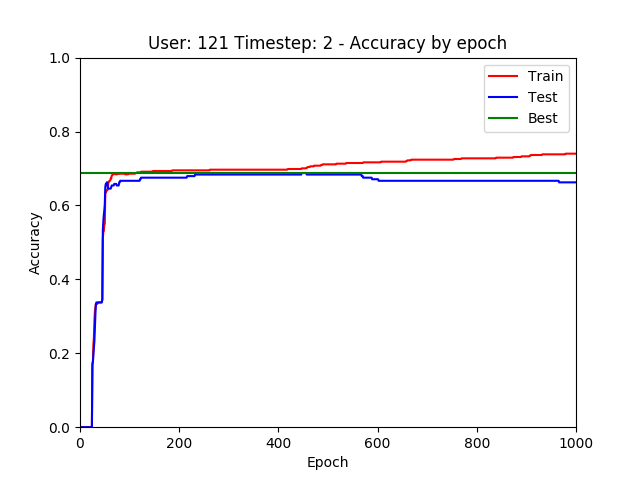 User: 121 Timestep: 2 - Accuracy by epoch
1.0
0.8
0.6
0.4
0.2
0.0
Accuracy
Train
Test
Best
0 200 400 600 800 1000
Epoch